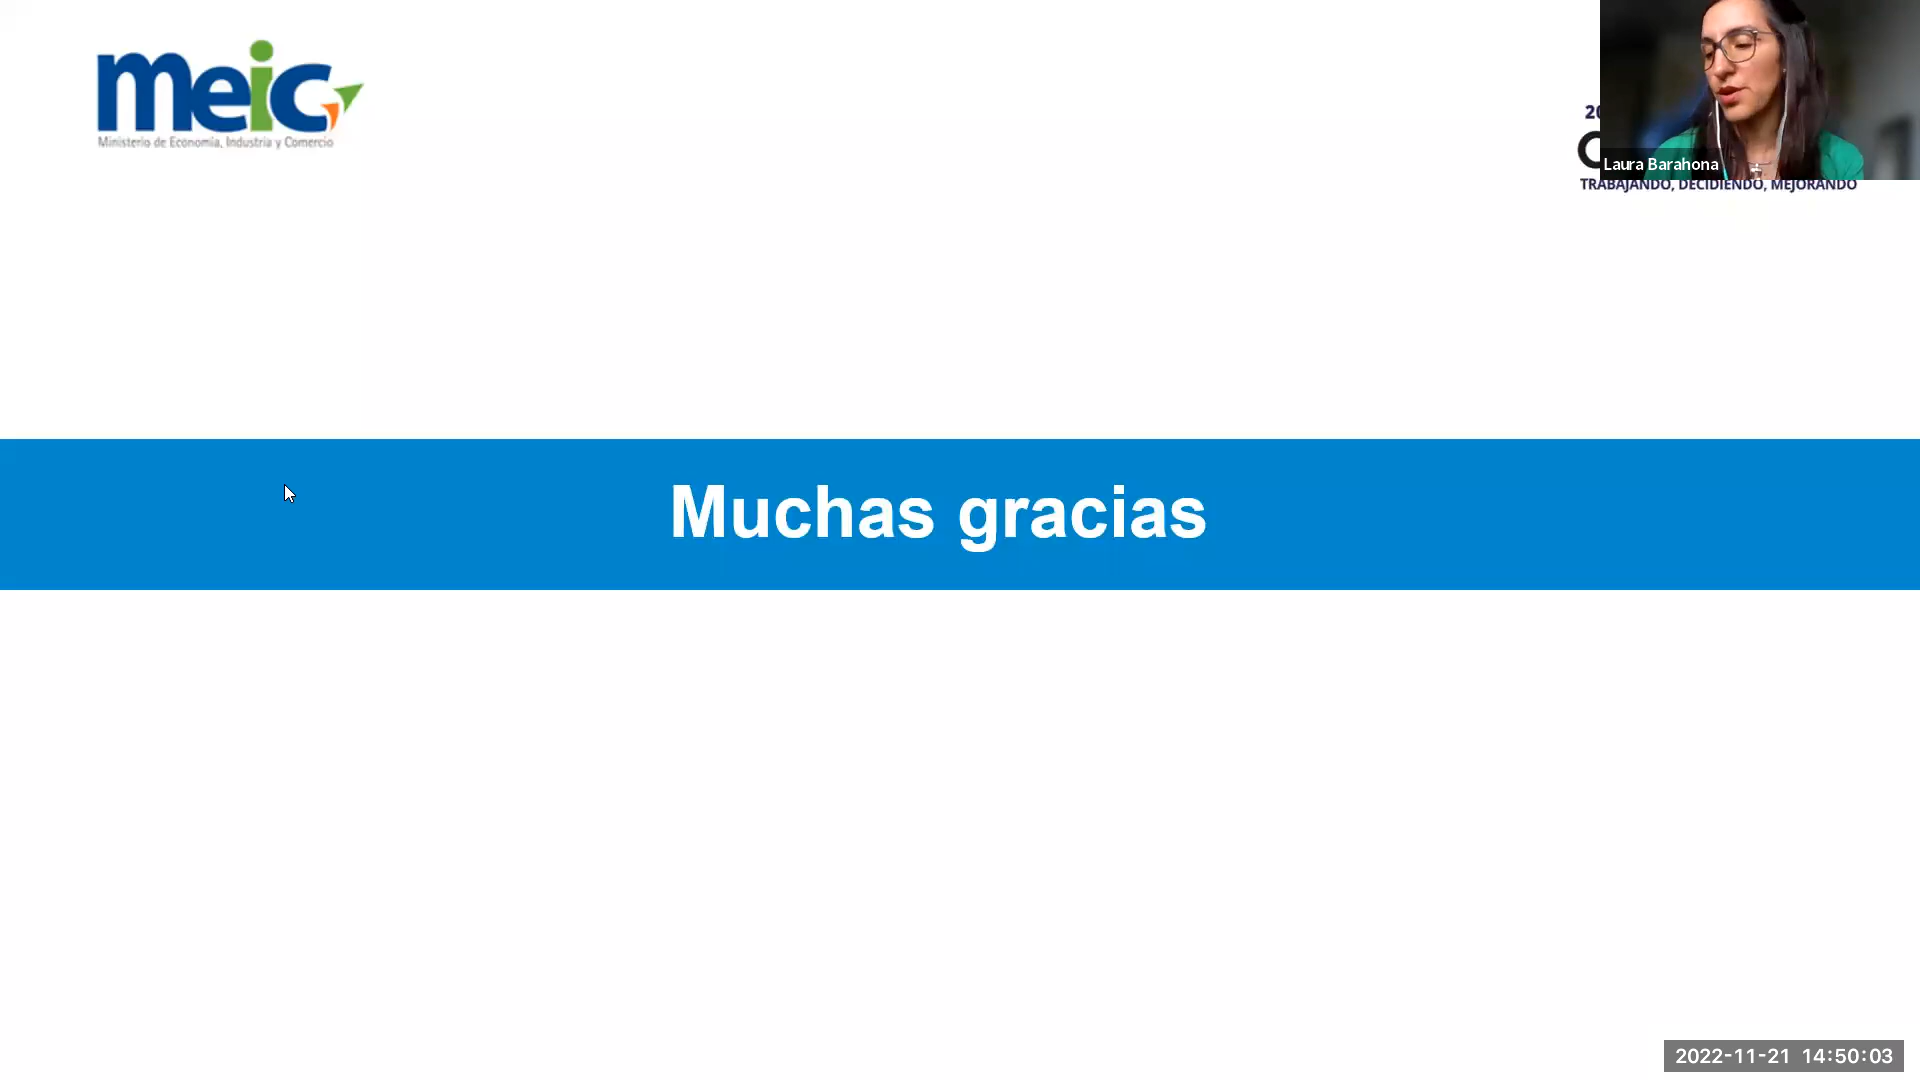 meic
Ministerio de Economía, Industria y Comercio
Laura Barahona
TRABAJANDO, DECIDIENDO, MEJORANDO
Muchas gracias
2022-11-21 14:50:03